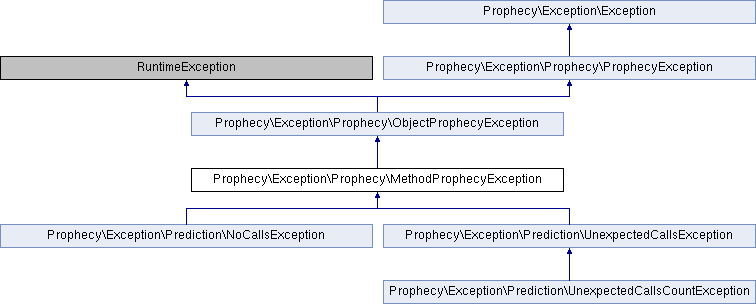 Prophecy\Exception\Exception
RuntimeException
Prophecy\Exception\Prophecy\ProphecyException
Prophecy\Exception\Prophecy\ObjectProphecyException
Prophecy\Exception\Prophecy\MethodProphecyException
Prophecy\Exception\Prediction\NoCallsException
Prophecy\Exception\Prediction\UnexpectedCallsException
Prophecy\Exception\Prediction\UnexpectedCallsCountException